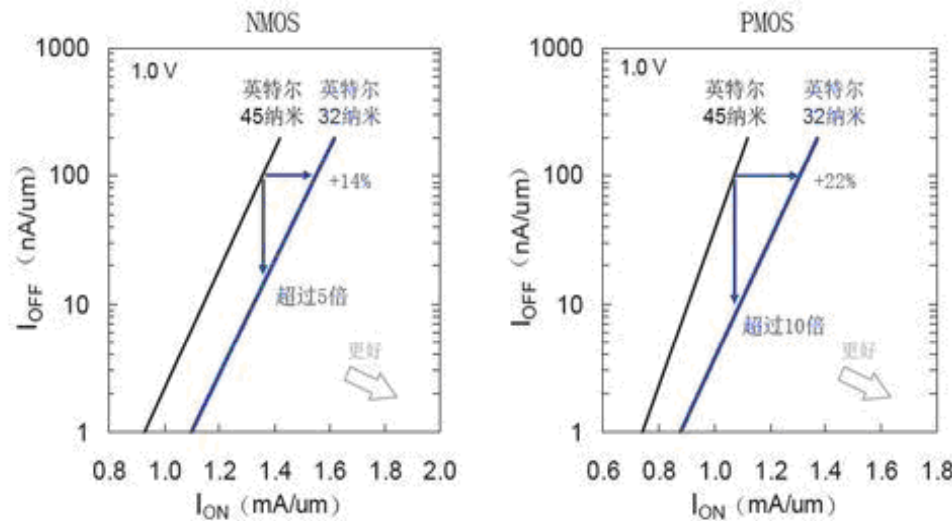 NMOS
1000
100
10
1
I_OFF（nA/um）
1.0 V
英特尔
45纳米
英特尔
32纳米
+14%
超过5倍
更好
0.8 1.0 1.2 1.4 1.6 1.8 2.0
I_ON（mA/um）
PMOS
1000
100
10
1
I_OFF（nA/um）
1.0 V
英特尔
45纳米
英特尔
32纳米
+22%
超过10倍
更好
0.6 0.8 1.0 1.2 1.4 1.6 1.8
I_ON（mA/um）